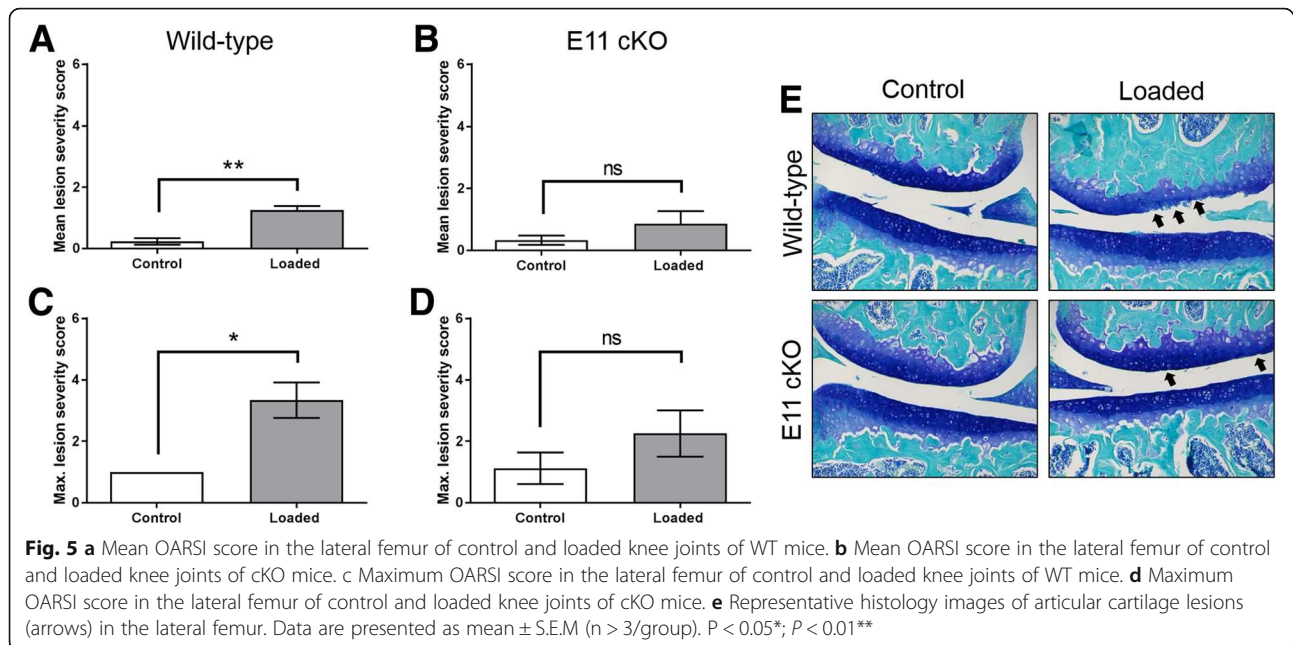 A
Wild-type
Mean lesion severity score
6
4
2
0
**
Control
Loaded
B
E11 cKO
Mean lesion severity score
6
4
2
0
ns
Control
Loaded
C
Max. lesion severity score
6
4
2
0
*
Control
Loaded
D
Max. lesion severity score
6
4
2
0
ns
Control
Loaded
E
Control
Loaded
Wild-type
E11 cKO
Fig. 5 a Mean OARSI score in the lateral femur of control and loaded knee joints of WT mice. b Mean OARSI score in the lateral femur of control
and loaded knee joints of cKO mice. c Maximum OARSI score in the lateral femur of control and loaded knee joints of WT mice. d Maximum
OARSI score in the lateral femur of control and loaded knee joints of cKO mice. e Representative histology images of articular cartilage lesions
(arrows) in the lateral femur. Data are presented as mean ± S.E.M (n > 3/group). P < 0.05*; P < 0.01**